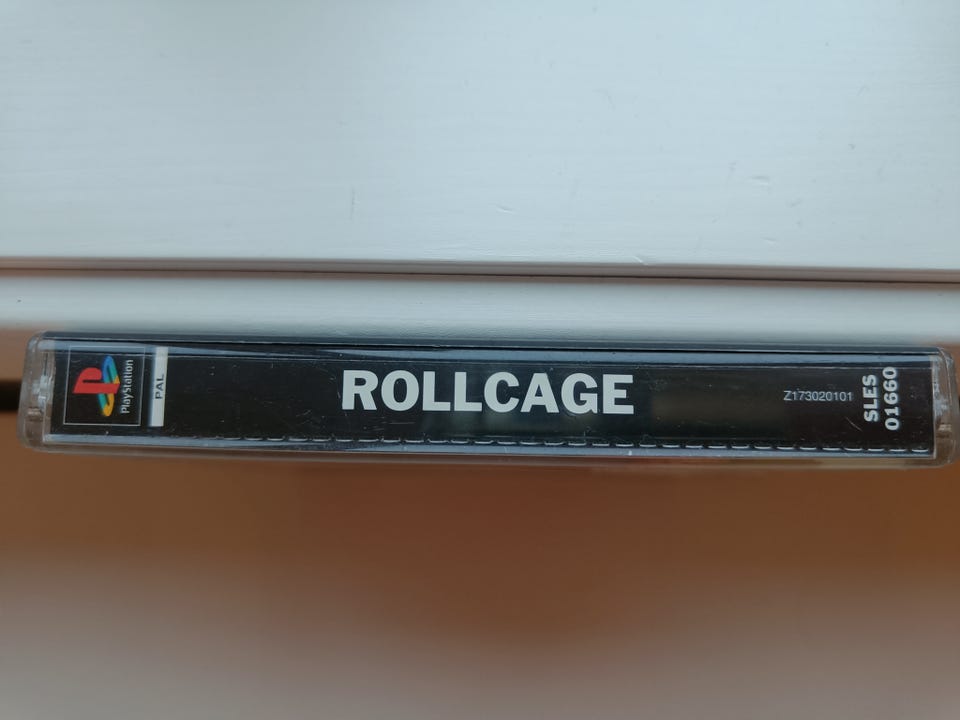 PlayStation
PAL
ROLLCAGE
Z173020101
SLES
01660